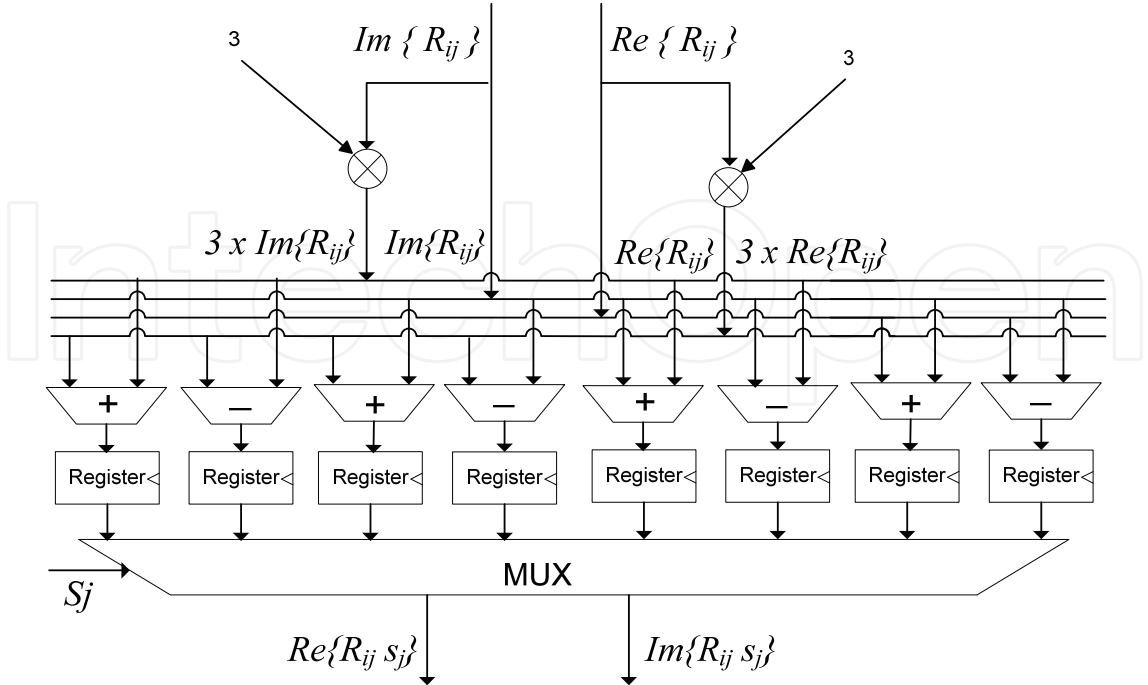 Im { Rij }
Re { Rij }
3
3
3 x Im{Rij}
Im{Rij}
Re{Rij}
3 x Re{Rij}
IntechOpen
+
−
+
−
+
−
+
−
Register
Register
Register
Register
Register
Register
Register
Register
MUX
Sj
Re{Rij sj}
Im{Rij sj}